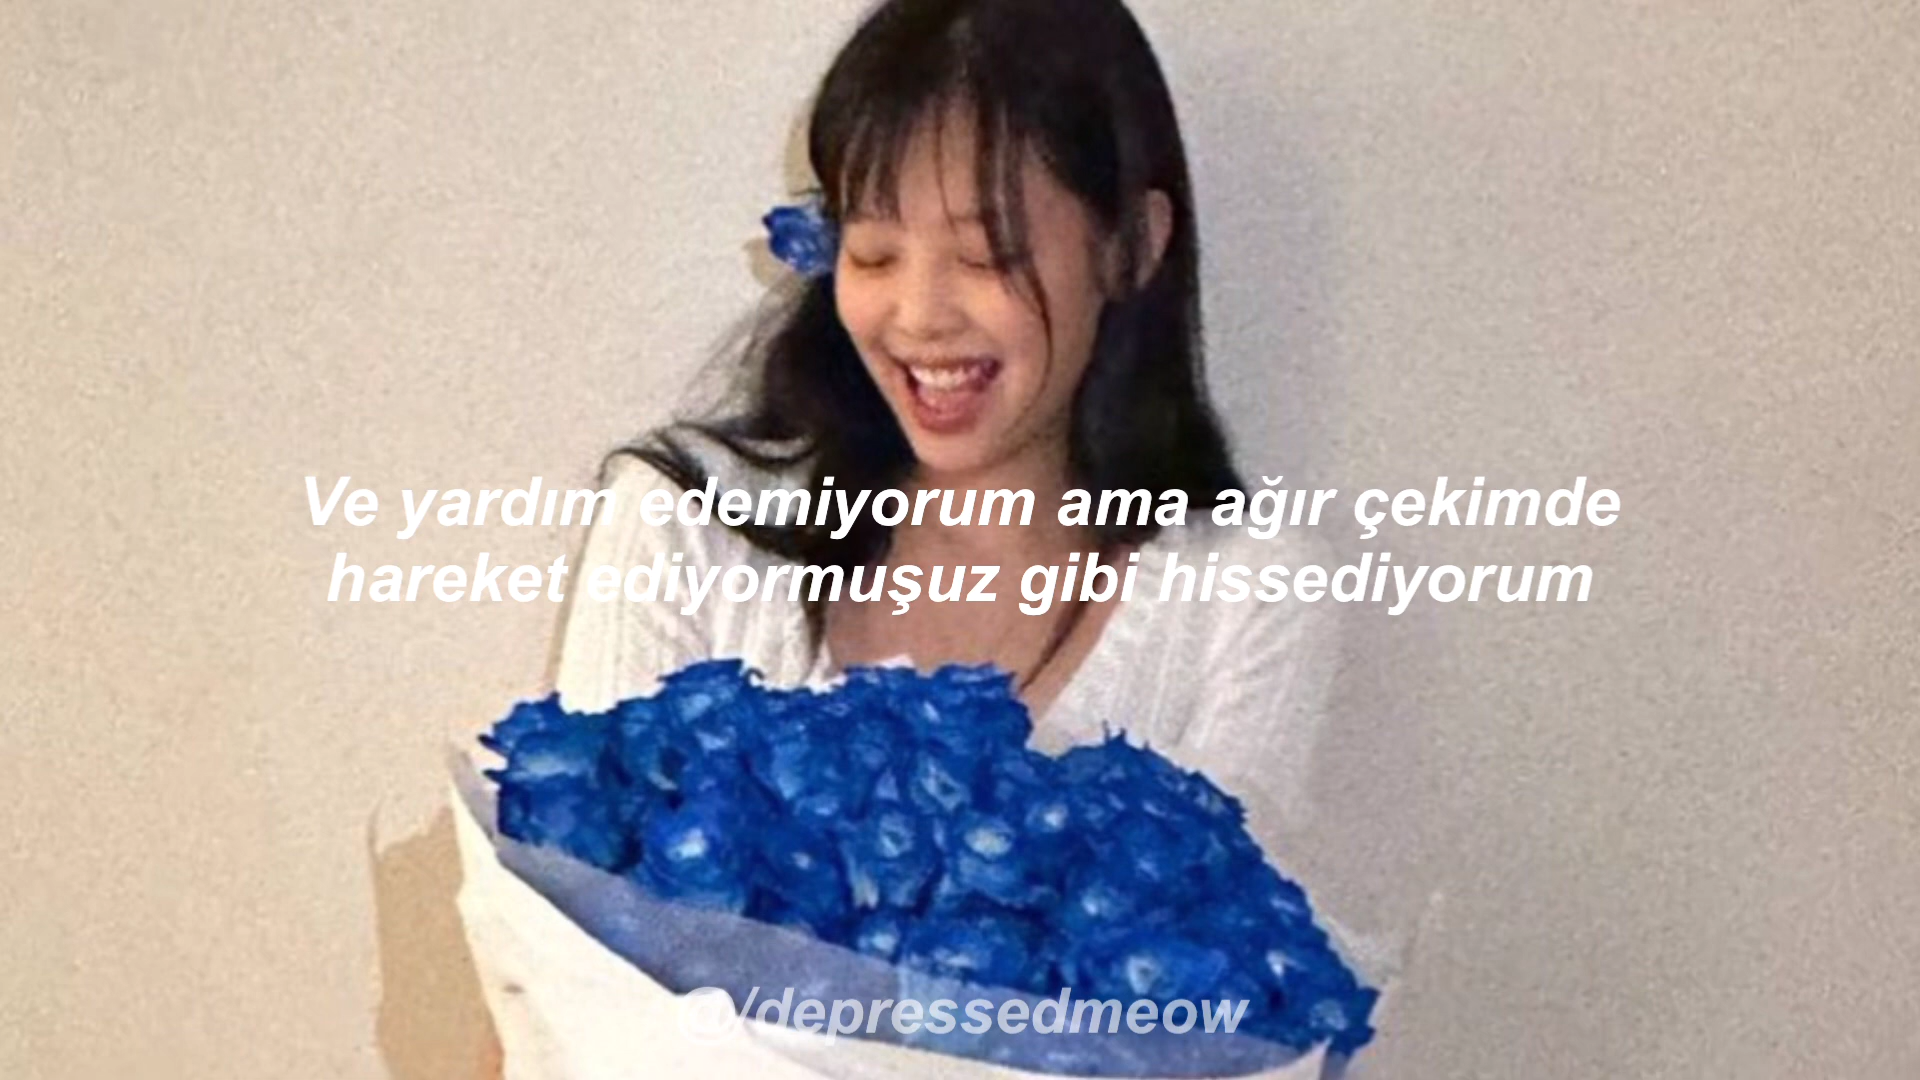 Ve yardım edemiyorum ama ağır çekimde
hareket ediyormuşuz gibi hissediyorum
@/depressedmeow